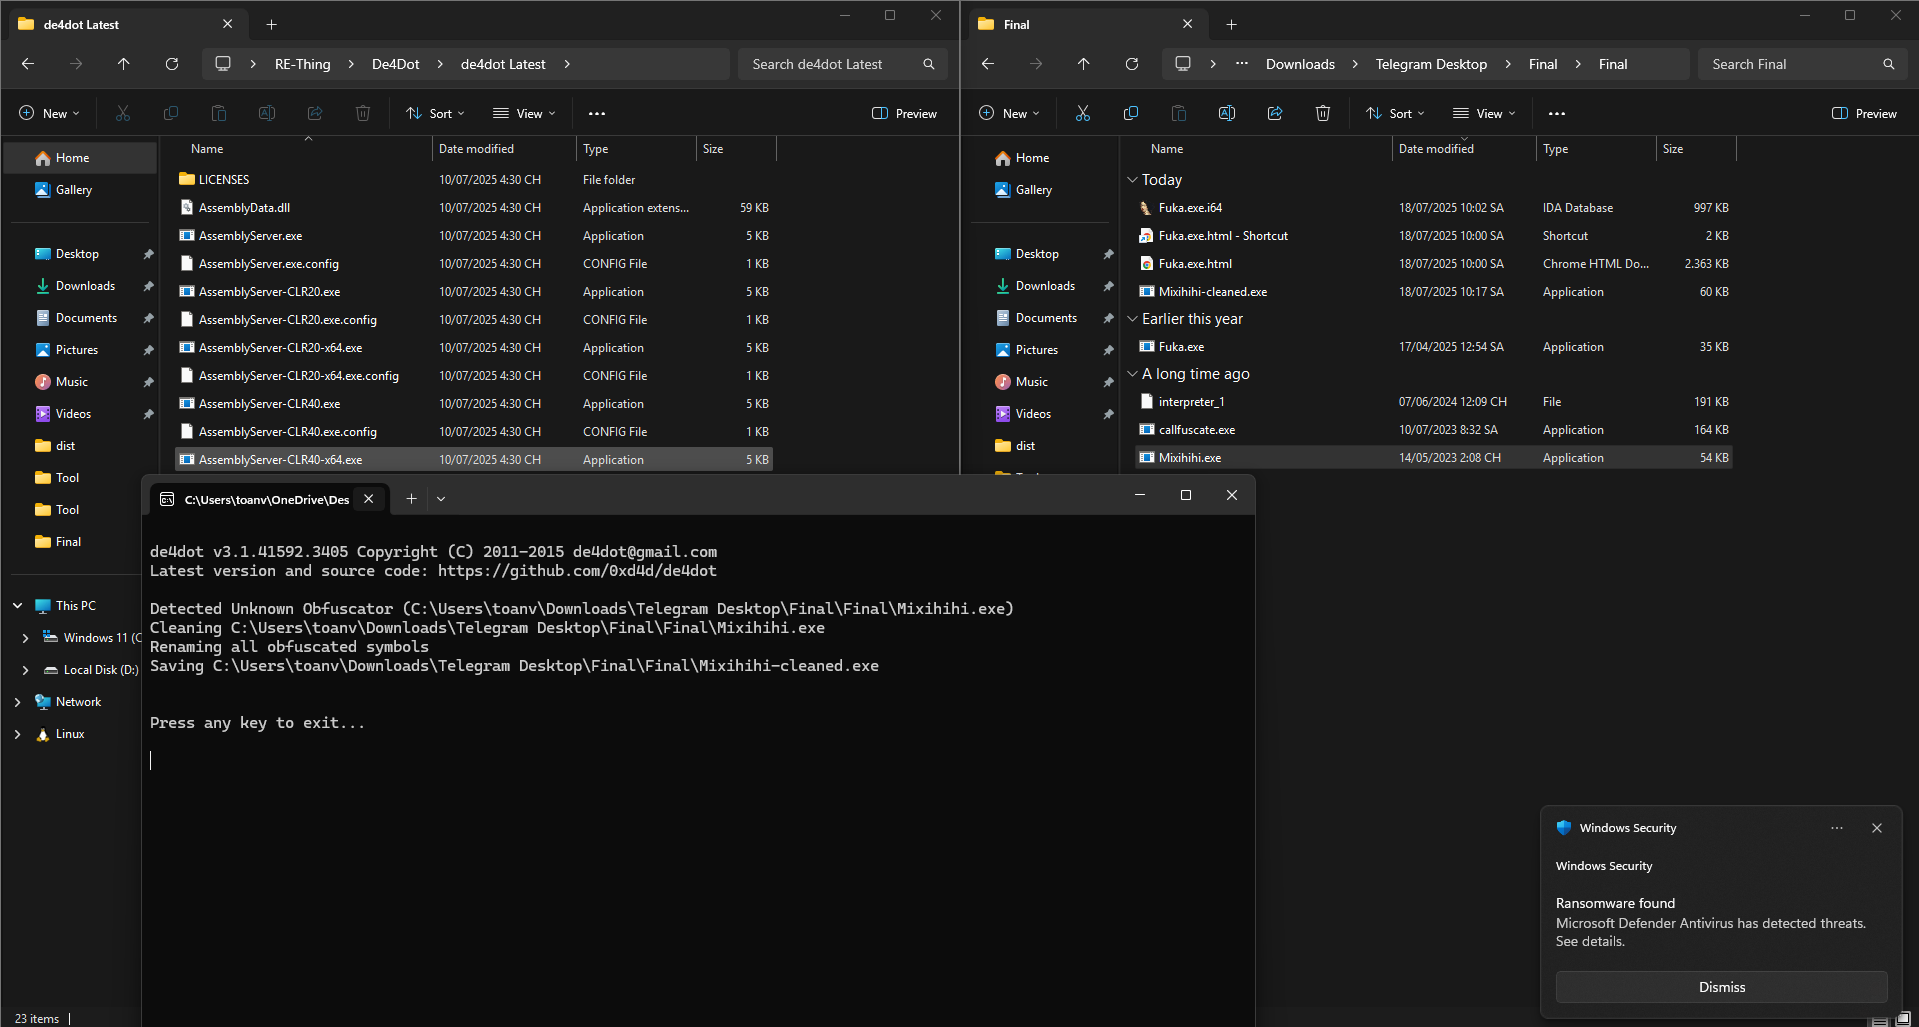 de4dot Latest
RE-Thing
De4Dot
de4dot Latest
Search de4dot Latest
New
Sort
View
Preview
Home
Gallery
Desktop
Downloads
Documents
Pictures
Music
Videos
dist
Tool
Tool
Final
This PC
Windows 11 (C
Local Disk (D:)
Network
Linux
Name Date modified Type Size
LICENSES 10/07/2025 4:30 CH File folder
AssemblyData.dll 10/07/2025 4:30 CH Application extens... 59 KB
AssemblyServer.exe 10/07/2025 4:30 CH Application 5 KB
AssemblyServer.exe.config 10/07/2025 4:30 CH CONFIG File 1 KB
AssemblyServer-CLR20.exe 10/07/2025 4:30 CH Application 5 KB
AssemblyServer-CLR20.exe.config 10/07/2025 4:30 CH CONFIG File 1 KB
AssemblyServer-CLR20-x64.exe 10/07/2025 4:30 CH Application 5 KB
AssemblyServer-CLR20-x64.exe.config 10/07/2025 4:30 CH CONFIG File 1 KB
AssemblyServer-CLR40.exe 10/07/2025 4:30 CH Application 5 KB
AssemblyServer-CLR40.exe.config 10/07/2025 4:30 CH CONFIG File 1 KB
AssemblyServer-CLR40-x64.exe 10/07/2025 4:30 CH Application 5 KB
23 items
Final
Downloads
Telegram Desktop
Final
Final
Search Final
New
Sort
View
Preview
Home
Gallery
Desktop
Downloads
Documents
Pictures
Music
Videos
dist
Name Date modified Type Size
Today
Fuka.exe.i64 18/07/2025 10:02 SA IDA Database 997 KB
Fuka.exe.html - Shortcut 18/07/2025 10:00 SA Shortcut 2 KB
Fuka.exe.html 18/07/2025 10:00 SA Chrome HTML Do... 2.363 KB
Mixihihi-cleaned.exe 18/07/2025 10:17 SA Application 60 KB
Earlier this year
Fuka.exe 17/04/2025 12:54 SA Application 35 KB
A long time ago
interpreter_1 07/06/2024 12:09 CH File 191 KB
callfuscate.exe 10/07/2023 8:32 SA Application 164 KB
Mixihihi.exe 14/05/2023 2:08 CH Application 54 KB
C:\Users\toanv\OneDrive\Des
de4dot v3.1.41592.3405 Copyright (C) 2011-2015 de4dot@gmail.com
Latest version and source code: https://github.com/0xd4d/de4dot
Detected Unknown Obfuscator (C:\Users\toanv\Downloads\Telegram Desktop\Final\Final\Mixihihi.exe)
Cleaning C:\Users\toanv\Downloads\Telegram Desktop\Final\Final\Mixihihi.exe
Renaming all obfuscated symbols
Saving C:\Users\toanv\Downloads\Telegram Desktop\Final\Final\Mixihihi-cleaned.exe
Press any key to exit...
Windows Security
Windows Security
Ransomware found
Microsoft Defender Antivirus has detected threats.
See details.
Dismiss